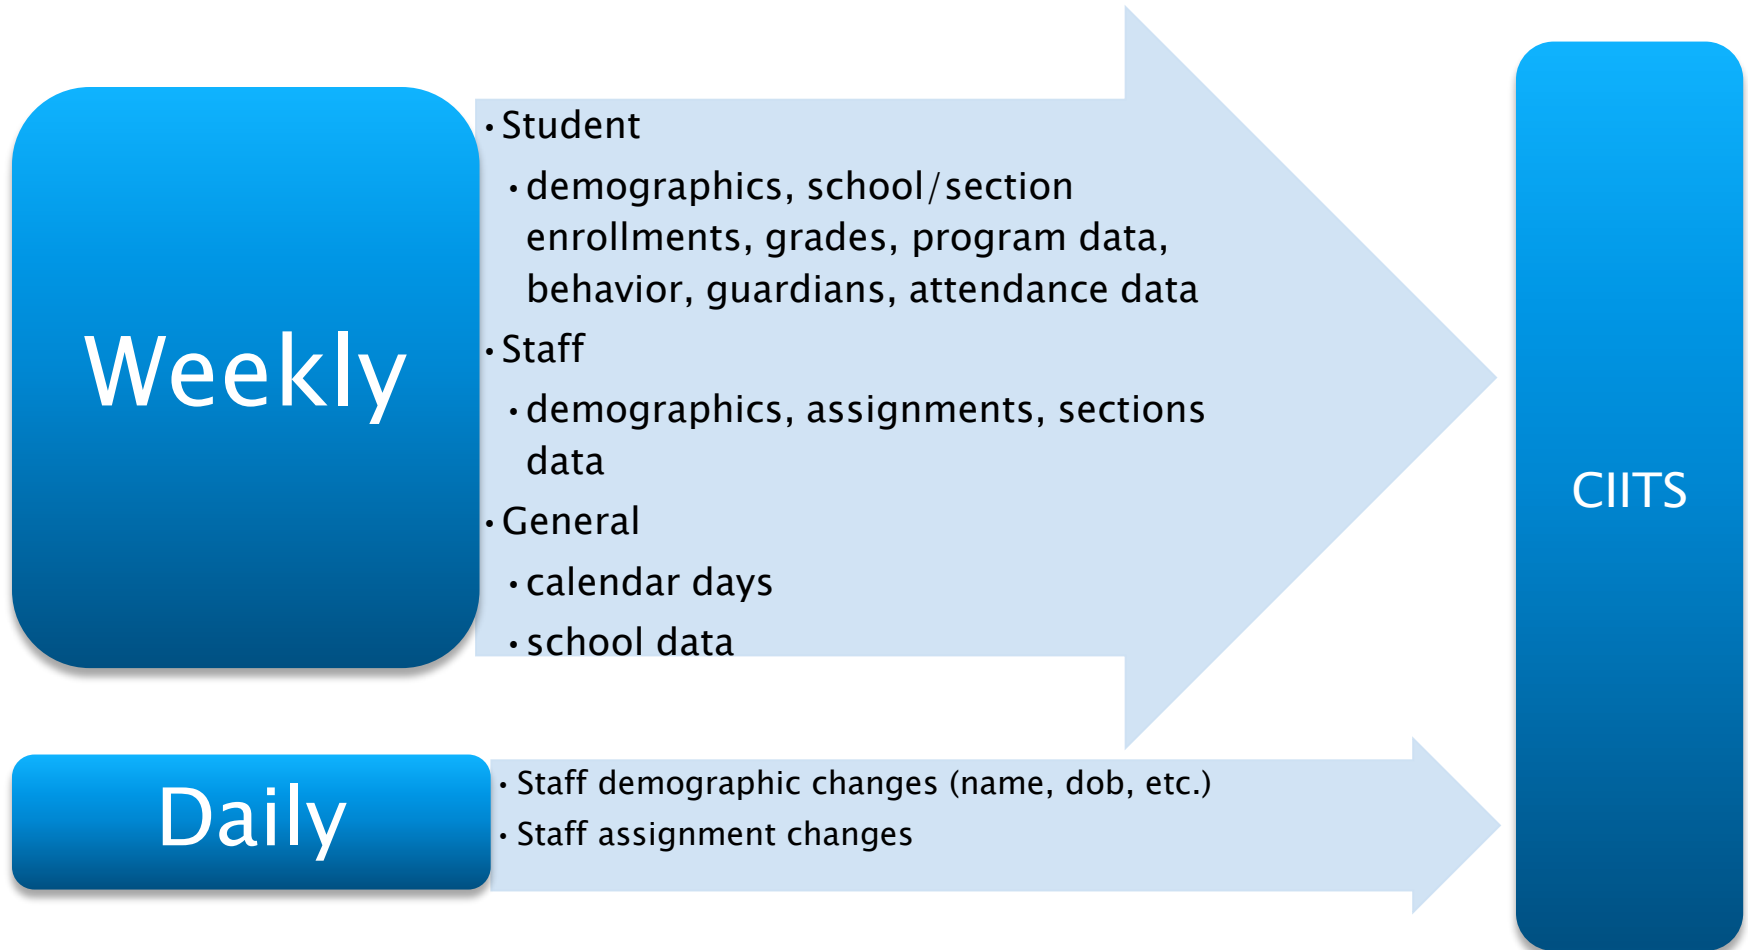 Weekly
• Student
• demographics, school/section
enrollments, grades, program data,
behavior, guardians, attendance data
• Staff
• demographics, assignments, sections
data
• General
• calendar days
• school data
CIITS
Daily
• Staff demographic changes (name, dob, etc.)
• Staff assignment changes